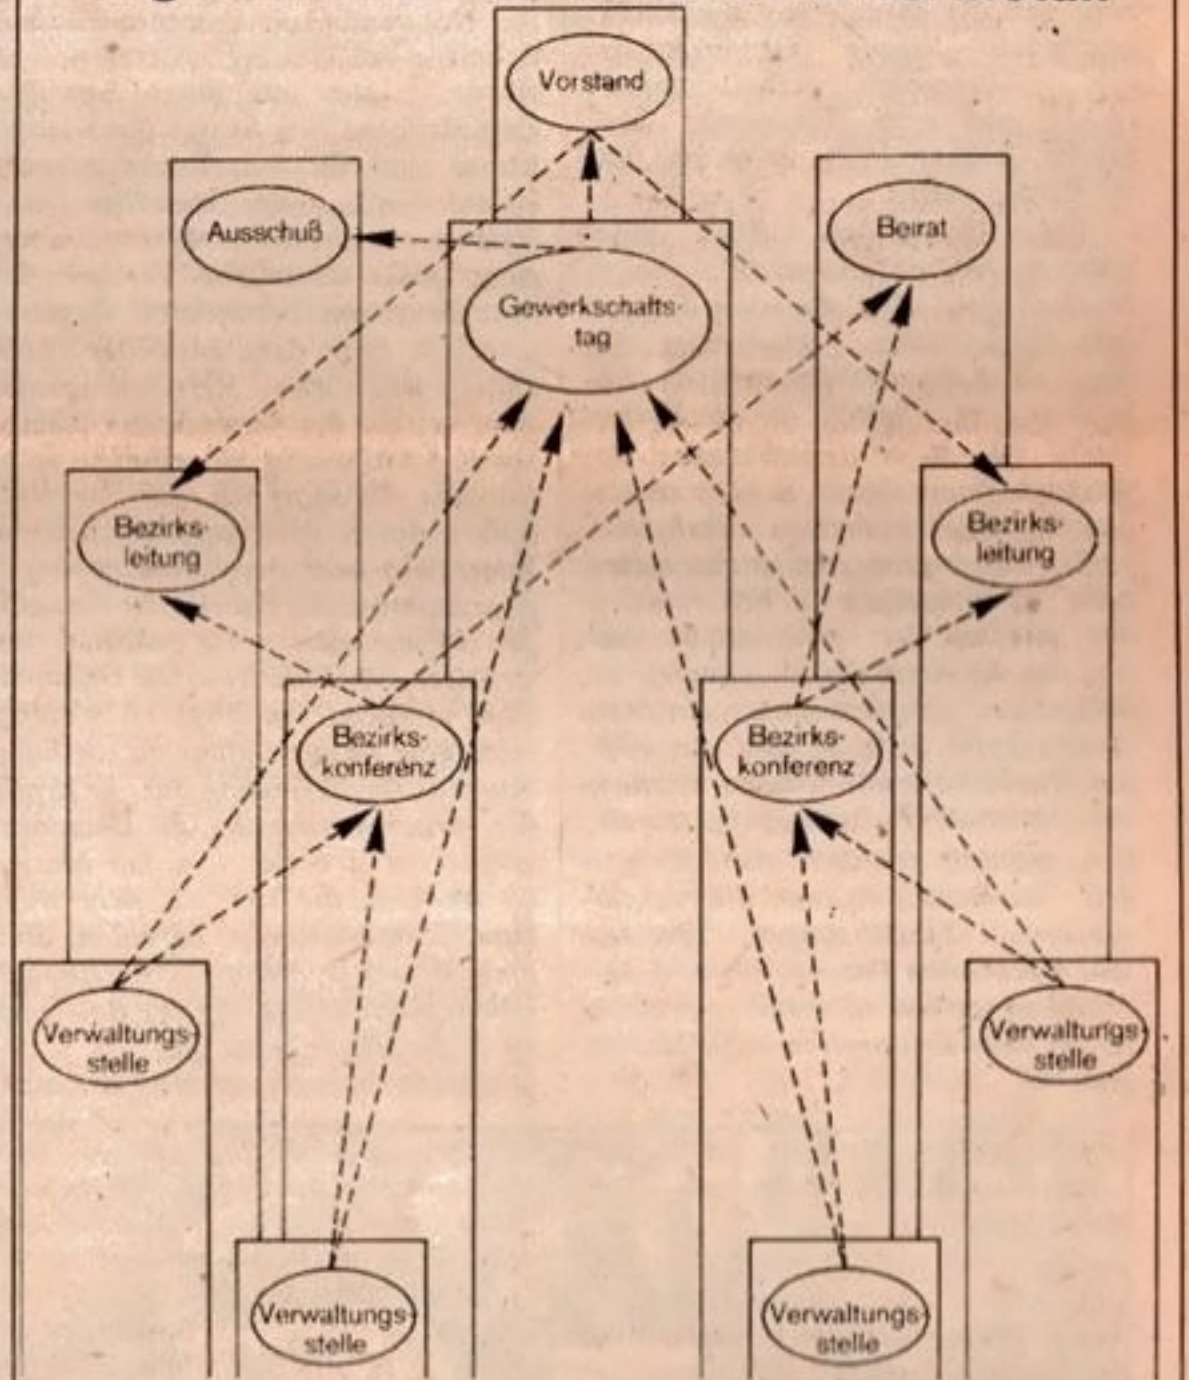 Vorstand
Ausschuß
Beirat
Gewerkschafts-
tag
Bezirks-
leitung
Bezirks-
leitung
Bezirks-
konferenz
Bezirks-
konferenz
Verwaltungs-
stelle
Verwaltungs-
stelle
Verwaltungs-
stelle
Verwaltungs-
stelle